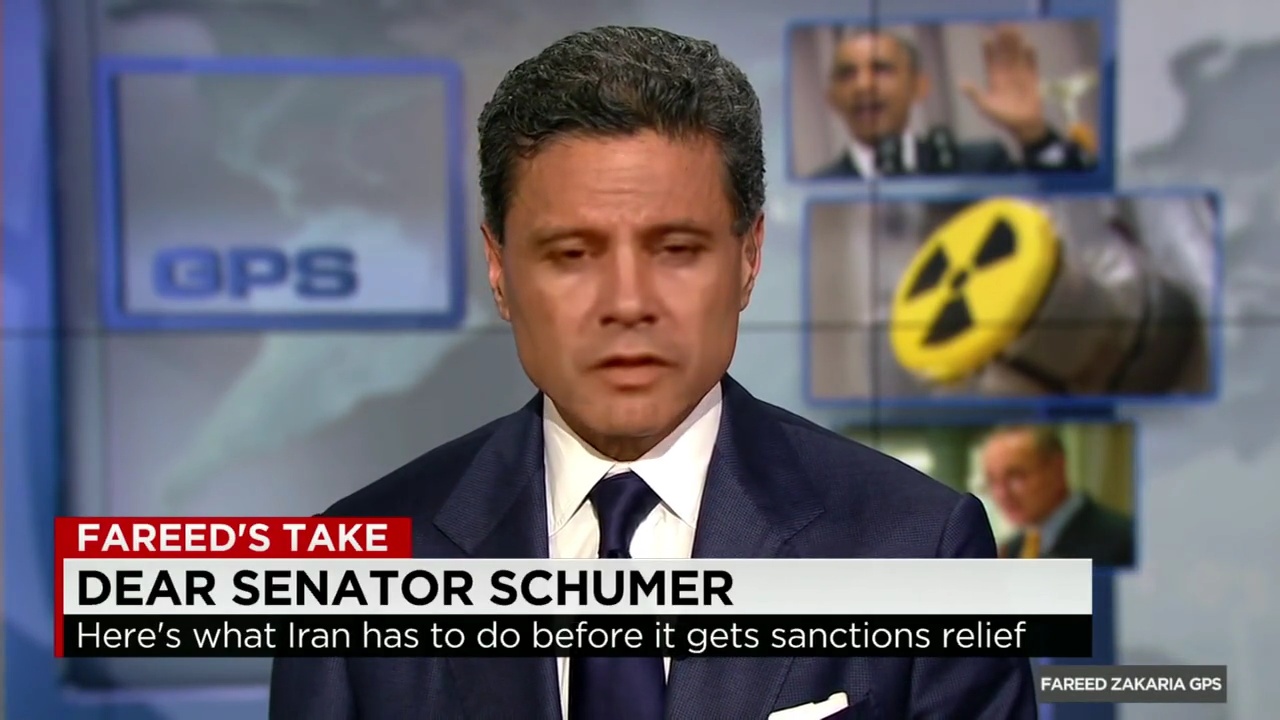 GPS
FAREED'S TAKE
DEAR SENATOR SCHUMER
Here's what Iran has to do before it gets sanctions relief
FAREED ZAKARIA GPS